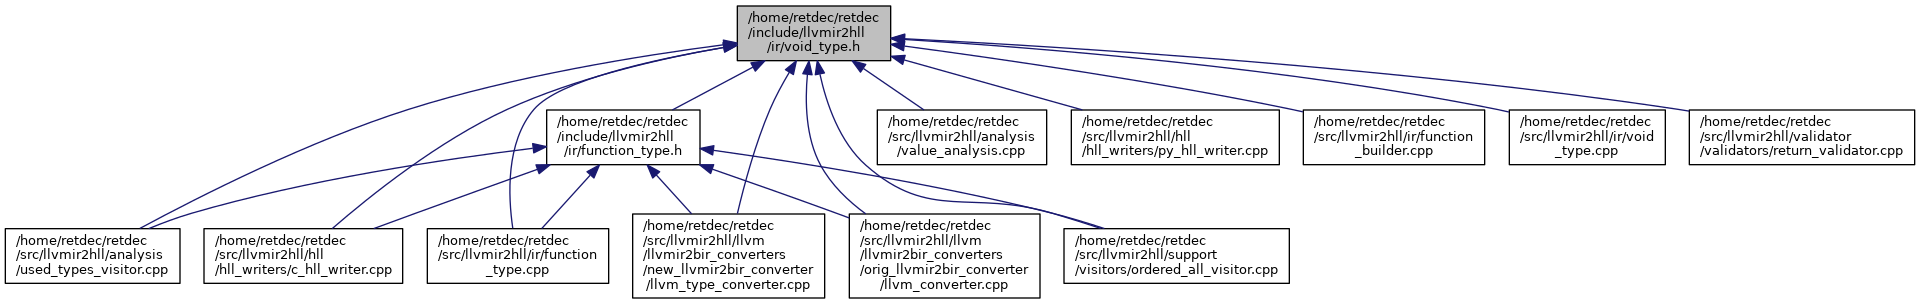 /home/retdec/retdec
/include/llvmir2hll
/ir/void_type.h
/home/retdec/retdec
/include/llvmir2hll
/ir/function_type.h
/home/retdec/retdec
/src/llvmir2hll/analysis
/value_analysis.cpp
/home/retdec/retdec
/src/llvmir2hll/hll
/hll_writers/py_hll_writer.cpp
/home/retdec/retdec
/src/llvmir2hll/ir/function
_builder.cpp
/home/retdec/retdec
/src/llvmir2hll/ir/void
_type.cpp
/home/retdec/retdec
/src/llvmir2hll/validator
/validators/return_validator.cpp
/home/retdec/retdec
/src/llvmir2hll/analysis
/used_types_visitor.cpp
/home/retdec/retdec
/src/llvmir2hll/hll
/hll_writers/c_hll_writer.cpp
/home/retdec/retdec
/src/llvmir2hll/ir/function
_type.cpp
/home/retdec/retdec
/src/llvmir2hll/llvm
/llvmir2bir_converters
/new_llvmir2bir_converter
/llvm_type_converter.cpp
/home/retdec/retdec
/src/llvmir2hll/llvm
/llvmir2bir_converters
/orig_llvmir2bir_converter
/llvm_converter.cpp
/home/retdec/retdec
/src/llvmir2hll/support
/visitors/ordered_all_visitor.cpp